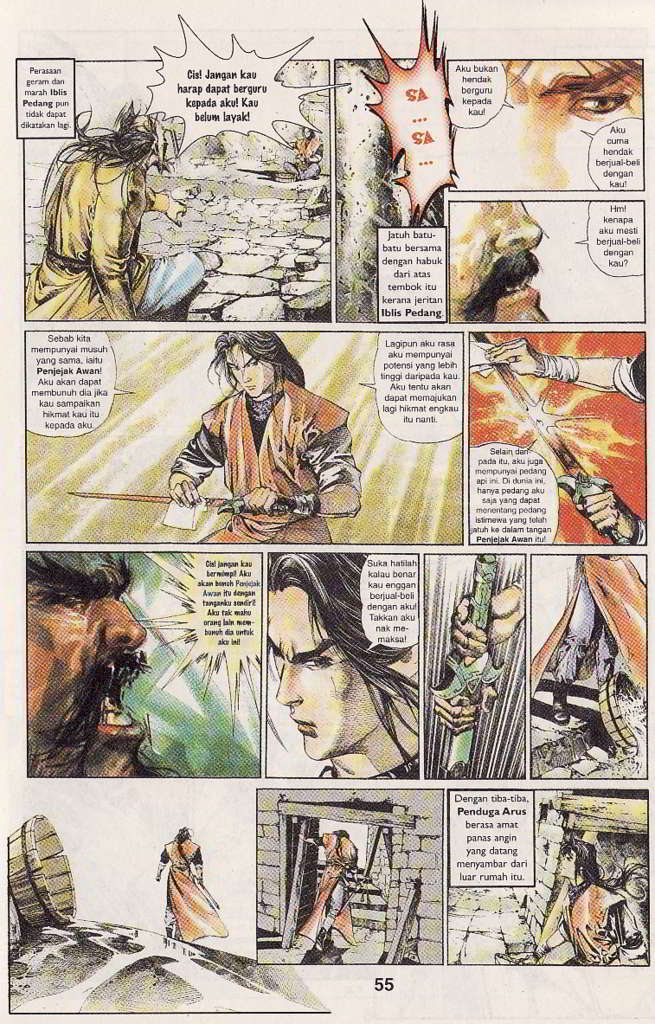 Perasaan
geram dan
marah Iblis
Pedang pun
tidak dapat
dikatakan lagi.
Cis! Jangan kau
harap dapat berguru
kepada aku! Kau
belum layak!
SA
...
SA
...
Jatuh batu-
batu bersama
dengan habuk
dari atas
tembok itu
kerana jeritan
Iblis Pedang.
Aku bukan
hendak
berguru
kepada
kau!
Aku
cuma
hendak
berjual-beli
dengan
kau!
Hm!
kenapa
aku mesti
berjual-beli
dengan
kau?
Sebab kita
mempunyai musuh
yang sama, iaitu
Penjejak Awan!
Aku akan dapat
membunuh dia jika
kau sampaikan
hikmat kau itu
kepada aku.
Lagipun aku rasa
aku mempunyai
potensi yang lebih
tinggi daripada kau.
Aku tentu akan
dapat memajukan
lagi hikmat engkau
itu nanti.
Selain dari-
pada itu, aku juga
mempunyai pedang
api ini. Di dunia ini,
hanya pedang aku
saja yang dapat
menentang pedang
istimewa yang telah
jatuh ke dalam tangan
Penjejak Awan itu!
Cis! jangan kau
bermimpi! Aku
akan bunuh Penjejak
Awan itu dengan
tanganku sendiri!
Aku tak mahu
orang lain mem-
bunuh dia untuk
aku ini!
Suka hatilah
kalau benar
kau enggan
berjual-beli
dengan aku!
Takkan aku
nak me-
maksa!
Dengan tiba-tiba,
Penduga Arus
berasa amat
panas angin
yang datang
menyambar dari
luar rumah itu.
55